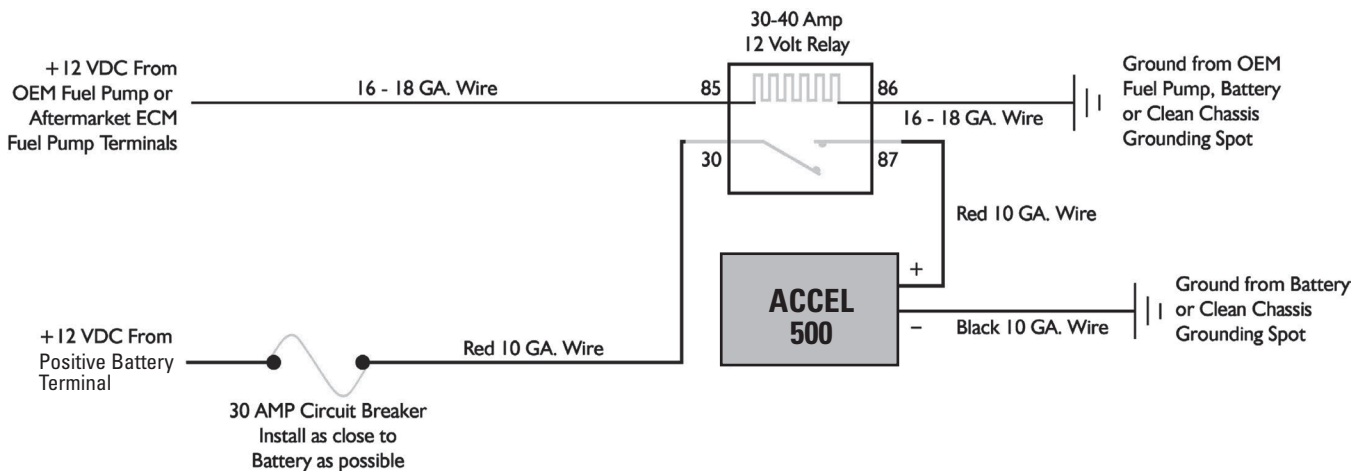 30-40 Amp
12 Volt Relay
+12 VDC From
OEM Fuel Pump or
Aftermarket ECM
Fuel Pump Terminals
16 - 18 GA. Wire
85
86
16 - 18 GA. Wire
Ground from OEM
Fuel Pump, Battery
or Clean Chassis
Grounding Spot
30
87
Red 10 GA. Wire
ACCEL
500
+
–
Black 10 GA. Wire
Ground from Battery
or Clean Chassis
Grounding Spot
+12 VDC From
Positive Battery
Terminal
Red 10 GA. Wire
30 AMP Circuit Breaker
Install as close to
Battery as possible